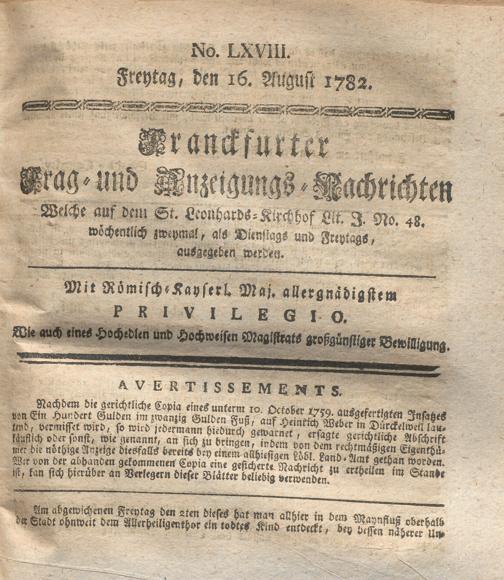 No. LXVIII.
Freytag, den 16. August 1782.
Franckfurter
Frag- und Anzeigungs-Nachrichten
Welche auf dem St. Leonhards-Kirchhof Lit. J. No. 48.
wöchentlich zweymal, als Dienstags und Freytags,
ausgegeben werden.
Mit Römisch-Kayserl. Maj. allergnädigstem
PRIVILEGIO.
Wie auch eines Hochedlen und Hochweisen Magistrats großgünstiger Bewilligung.
AVERTISSEMENTS.
Nachdem die gerichtliche Copia eines unterm 10. October 1759. ausgefertigten Insatzes
von Ein Hundert Gulden im zwanzig Gulden Fuß, auf Heinrich Weber in Dürckelweil lau-
tend, vermisset wird, so wird jedermann hiedurch gewarnet, ersagte gerichtliche Abschrift
käuflich oder sonst, wie genannt, an sich zu bringen, indem von dem rechtmäßigen Eigenthü-
mer die nöthige Anzeige diesfalls bereits bey einem allhiesigen Löbl. Land-Amt gethan worden.
Wer von der abhanden gekommenen Copia eine gesicherte Nachricht zu ertheilen im Stande
ist, kan sich hierüber an Verlegern dieser Blätter beliebig verwenden.
Am abgewichenen Freytag den 2ten dieses hat man allhier in dem Maynfluß oberhalb
der Stadt ohnweit dem Allerheiligenthor ein todtes Kind entdeckt, bey dessen näherer Un-